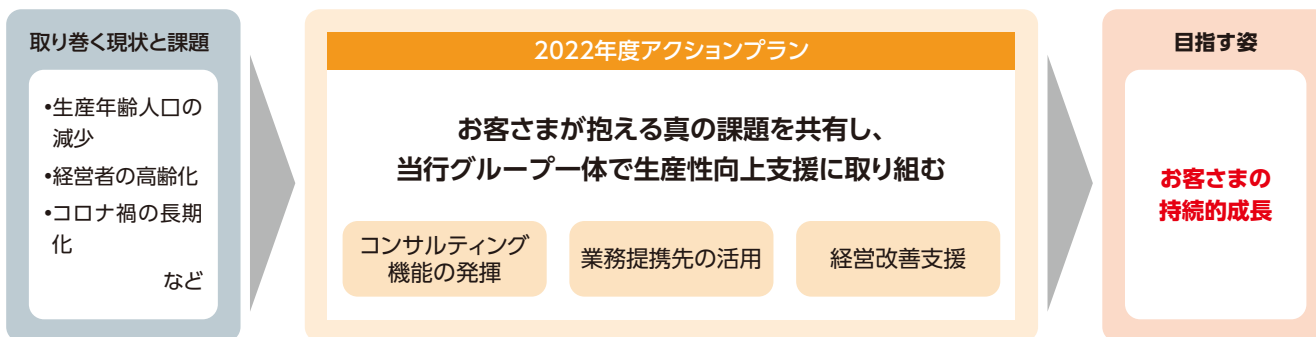 取り巻く現状と課題
•生産年齢人口の
減少
•経営者の高齢化
•コロナ禍の長期
化
など
2022年度アクションプラン
お客さまが抱える真の課題を共有し、
当行グループ一体で生産性向上支援に取り組む
コンサルティング
機能の発揮
業務提携先の活用
経営改善支援
目指す姿
お客さまの
持続的成長